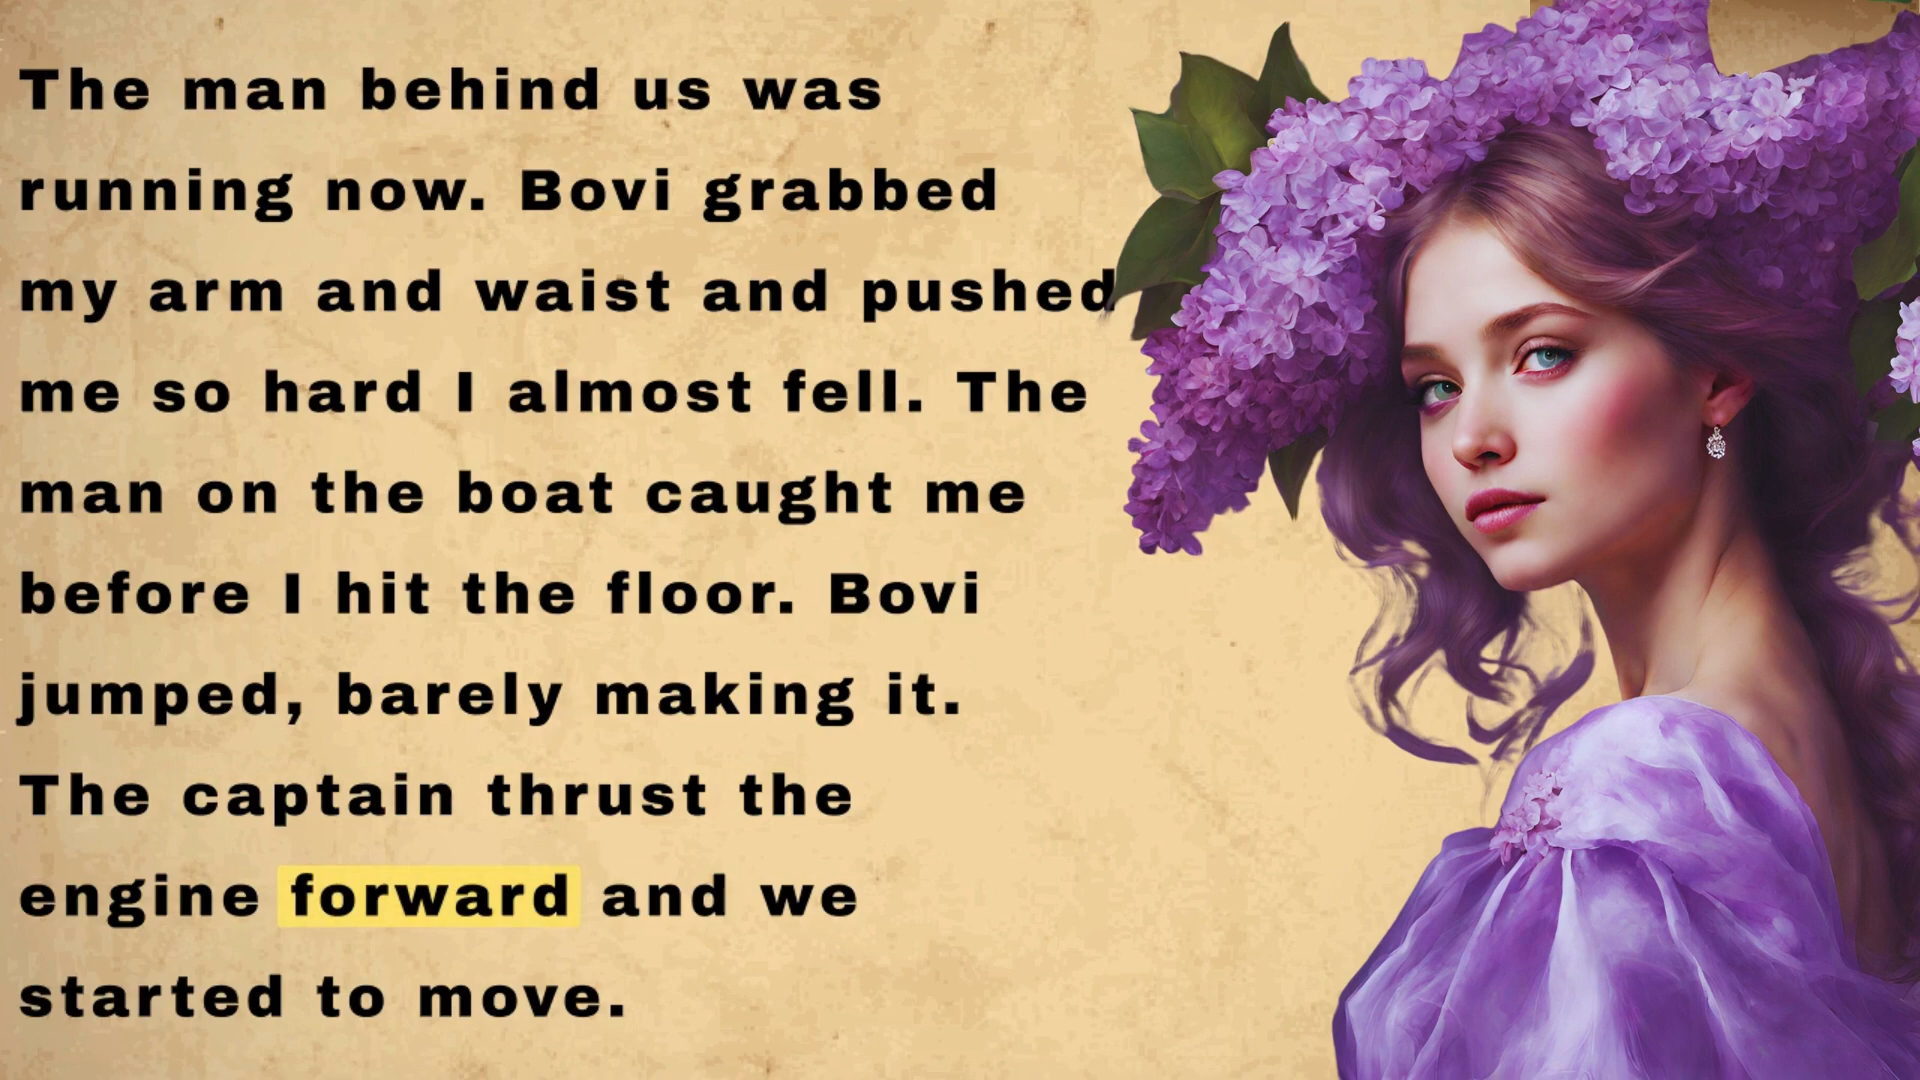 The man behind us was
running now. Bovi grabbed
my arm and waist and pushed
me so hard I almost fell. The
man on the boat caught me
before I hit the floor. Bovi
jumped, barely making it.
The captain thrust the
engine forward and we
started to move.